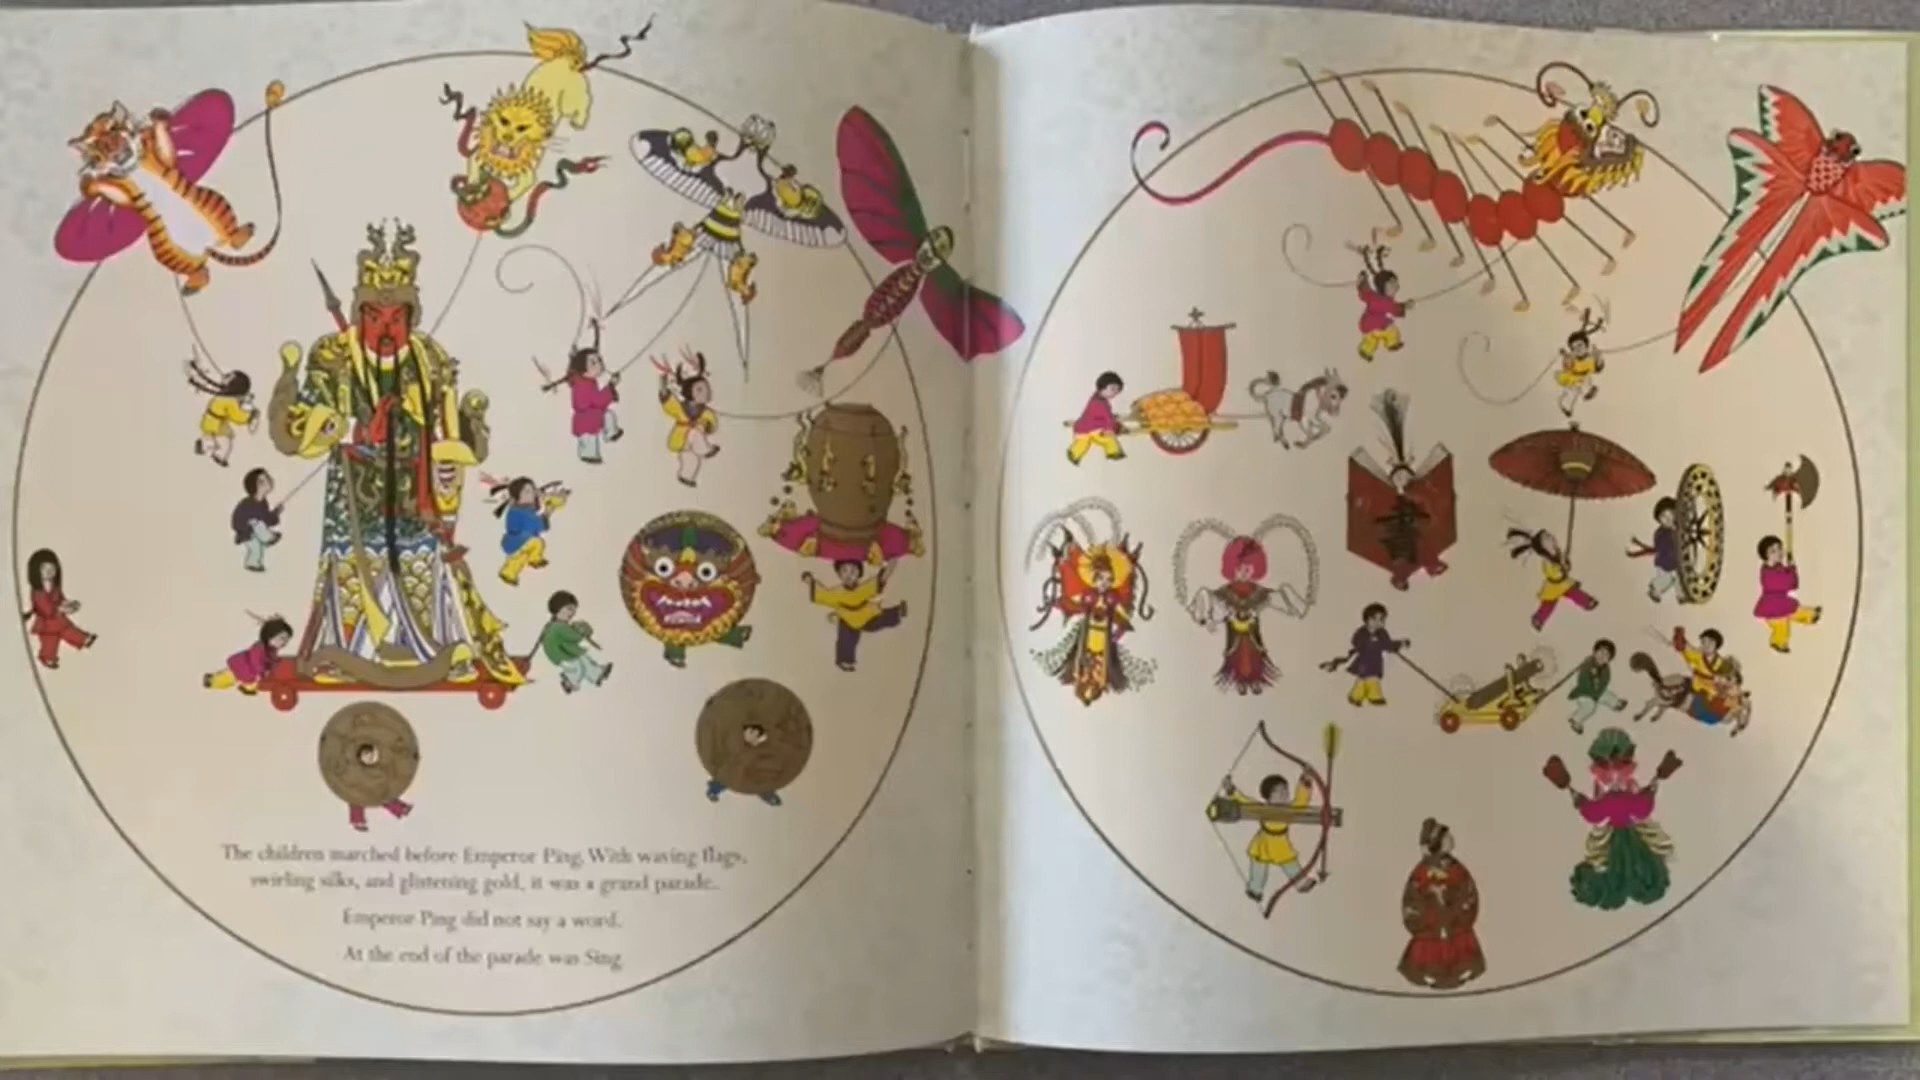 The children marched before Emperor Ping. With waving flags,
swirling silks, and glistening gold, it was a grand parade.
Emperor Ping did not say a word.
At the end of the parade was Sing.
書